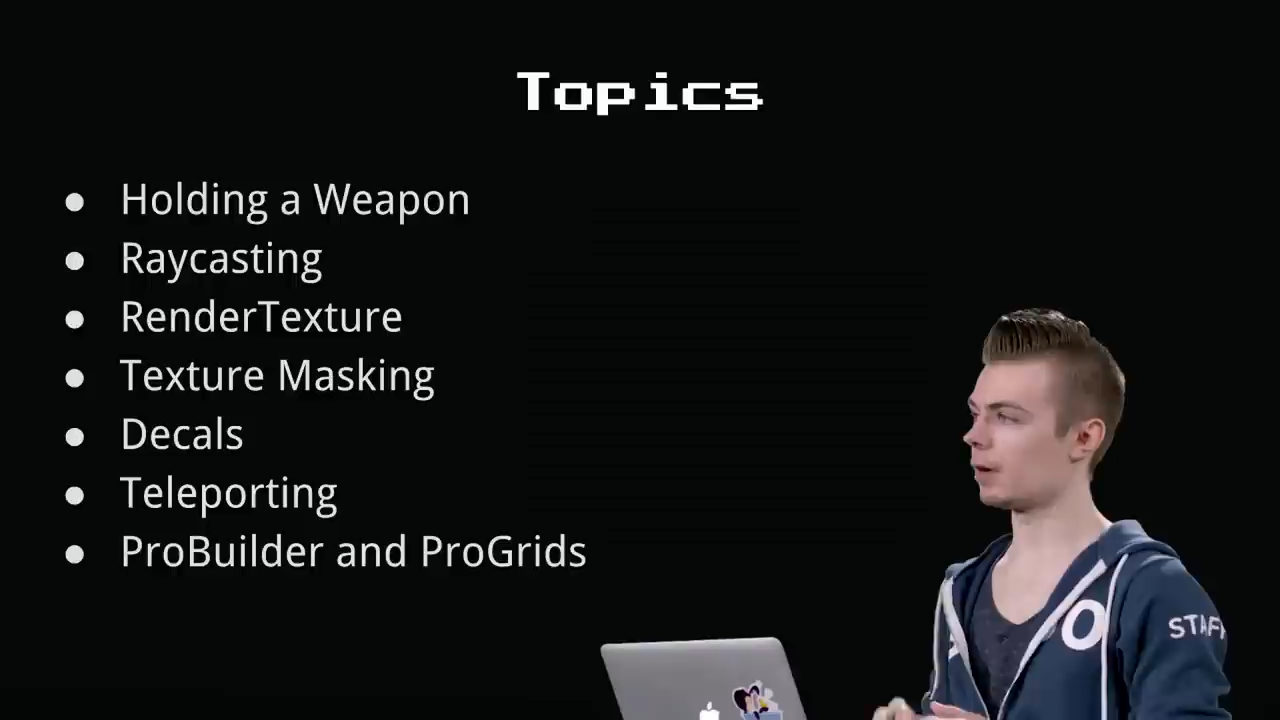 Topics
● Holding a Weapon
● Raycasting
● RenderTexture
● Texture Masking
● Decals
● Teleporting
● ProBuilder and ProGrids
O
STAFF